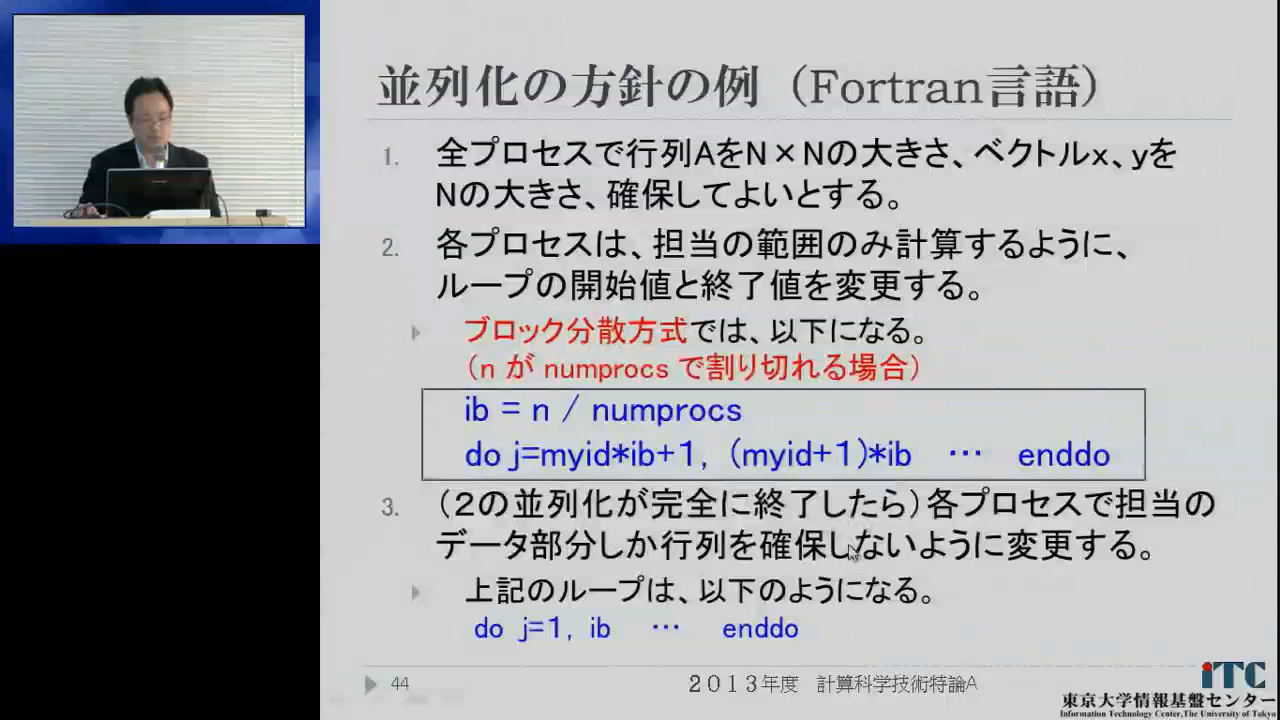 並列化の方針の例（Fortran言語）
1. 全プロセスで行列AをN×Nの大きさ、ベクトルx、yを
Nの大きさ、確保してよいとする。
2. 各プロセスは、担当の範囲のみ計算するように、
ループの開始値と終了値を変更する。
ブロック分散方式では、以下になる。
（n が numprocs で割り切れる場合）
ib = n / numprocs
do j=myid*ib+1, (myid+1)*ib … enddo
3. （２の並列化が完全に終了したら）各プロセスで担当の
データ部分しか行列を確保しないように変更する。
上記のループは、以下のようになる。
do j=1, ib … enddo
44
２０１３年度 計算科学技術特論A
iTC
東京大学情報基盤センター
Information Technology Center, The University of Tokyo